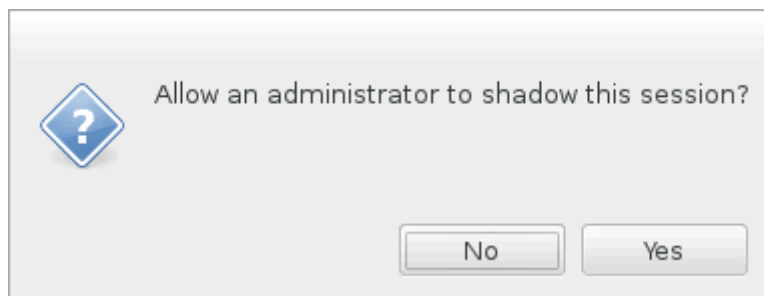 Allow an administrator to shadow this session?
?
No Yes